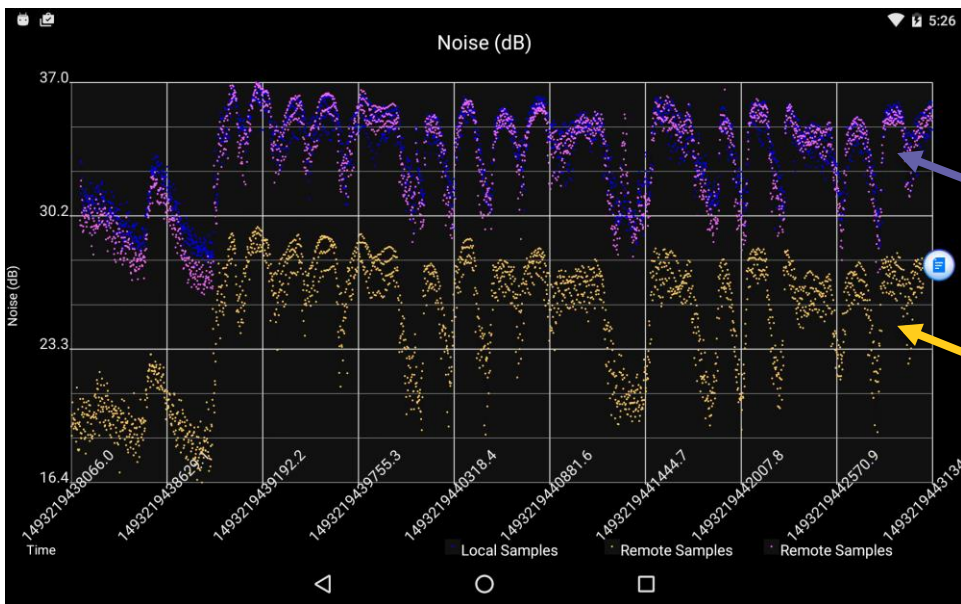 5:26
Noise (dB)
37.0
30.2
23.3
16.4
Noise (dB)
1493219438066.0
1493219439192.2
1493219439755.3
1493219440318.4
1493219440881.6
1493219441444.7
1493219442007.8
1493219442570.9
Time
Local Samples
Remote Samples
Remote Samples